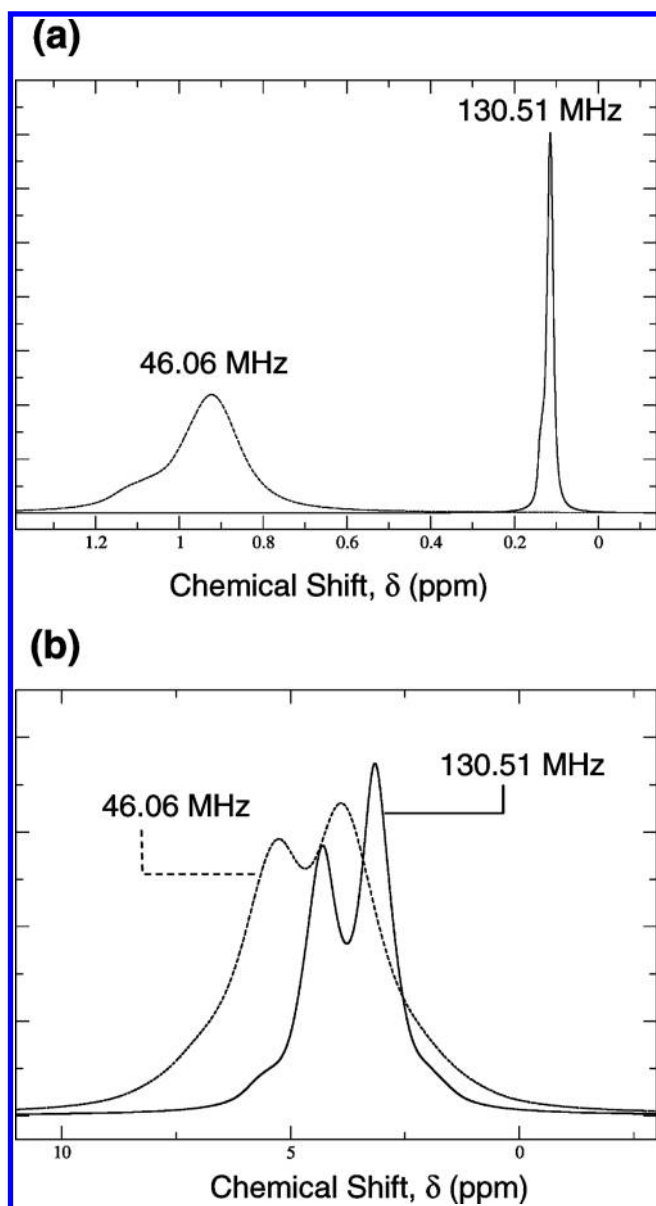 (a)
130.51 MHz
46.06 MHz
1.2 1 0.8 0.6 0.4 0.2 0
Chemical Shift, δ (ppm)
(b)
130.51 MHz
46.06 MHz
10 5 0
Chemical Shift, δ (ppm)